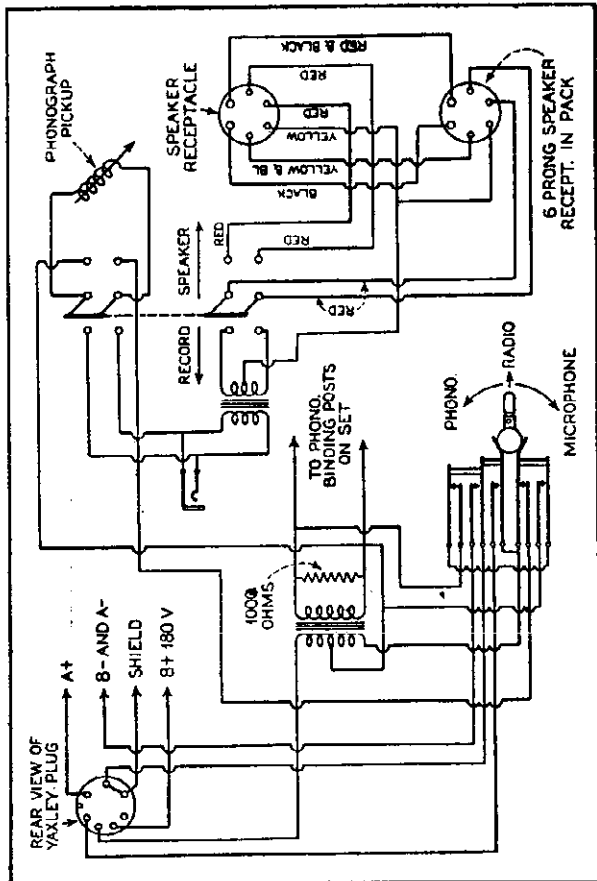 PHONOGRAPH
PICKUP
SPEAKER
RECEPTACLE
RED & BLACK
RED
RED
YELLOW
YELLOW & BL
BLACK
6 PRONG SPEAKER
RECEPT. IN PACK
RECORD
SPEAKER
RED
RED
RED
TO PHONO.
BINDING POSTS
ON SET
1000
OHMS
PHONO.
RADIO
MICROPHONE
REAR VIEW OF
YAXLEY PLUG
A+
B- AND A-
SHIELD
B+ 180 V